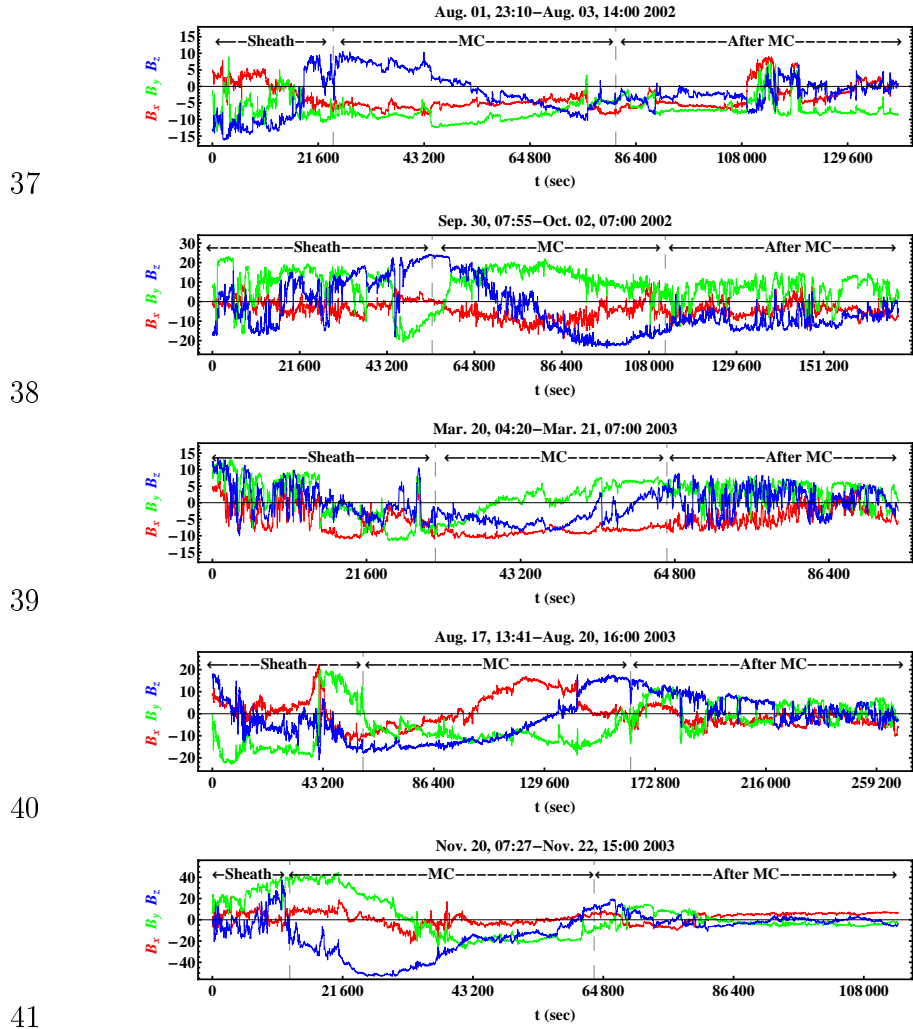 Aug. 01, 23:10−Aug. 03, 14:00 2002
Sheath MC After MC
15
10
5
0
−5
−10
−15
Bx By Bz
0 21 600 43 200 64 800 86 400 108 000 129 600
t (sec)
37
Sep. 30, 07:55−Oct. 02, 07:00 2002
Sheath MC After MC
30
20
10
0
−10
−20
Bx By Bz
0 21 600 43 200 64 800 86 400 108 000 129 600 151 200
t (sec)
38
Mar. 20, 04:20−Mar. 21, 07:00 2003
Sheath MC After MC
15
10
5
0
−5
−10
−15
Bx By Bz
0 21 600 43 200 64 800 86 400
t (sec)
39
Aug. 17, 13:41−Aug. 20, 16:00 2003
Sheath MC After MC
20
10
0
−10
−20
Bx By Bz
0 43 200 86 400 129 600 172 800 216 000 259 200
t (sec)
40
Nov. 20, 07:27−Nov. 22, 15:00 2003
Sheath MC After MC
40
20
0
−20
−40
Bx By Bz
0 21 600 43 200 64 800 86 400 108 000
t (sec)
41